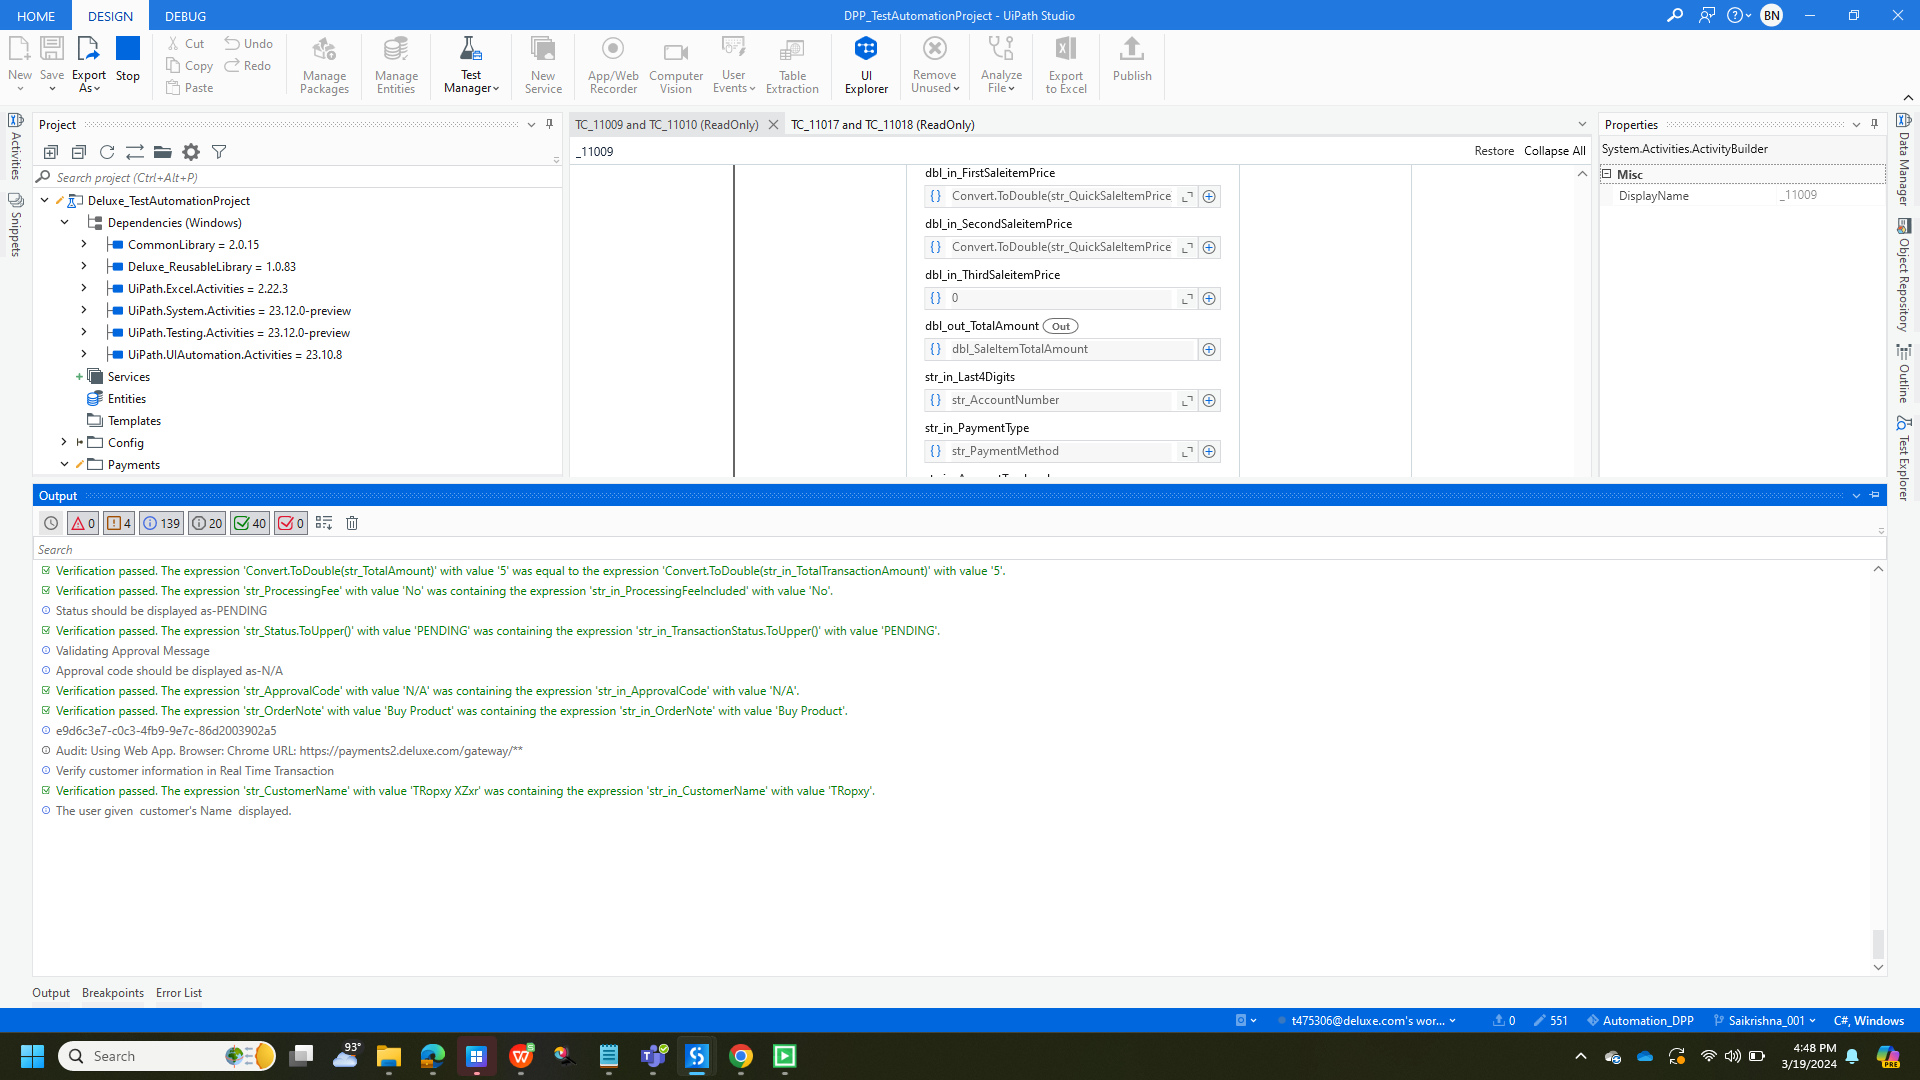 HOME DESIGN DEBUG
DPP_TestAutomationProject - UiPath Studio
BN
New
Save
Export As
Stop
Cut
Copy
Paste
Undo
Redo
Manage Packages
Manage Entities
Test Manager
New Service
App/Web Recorder
Computer Vision
User Events
Table Extraction
UI Explorer
Remove Unused
Analyze File
Export to Excel
Publish
Activities
Snippets
Project
Search project (Ctrl+Alt+P)
Deluxe_TestAutomationProject
Dependencies (Windows)
CommonLibrary = 2.0.15
Deluxe_ReusableLibrary = 1.0.83
UiPath.Excel.Activities = 2.22.3
UiPath.System.Activities = 23.12.0-preview
UiPath.Testing.Activities = 23.12.0-preview
UiPath.UIAutomation.Activities = 23.10.8
Services
Entities
Templates
Config
Payments
TC_11009 and TC_11010 (ReadOnly) TC_11017 and TC_11018 (ReadOnly)
_11009 Restore Collapse All
dbl_in_FirstSaleitemPrice
Convert.ToDouble(str_QuickSaleItemPrice
dbl_in_SecondSaleitemPrice
Convert.ToDouble(str_QuickSaleItemPrice
dbl_in_ThirdSaleitemPrice
0
dbl_out_TotalAmount Out
dbl_SaleItemTotalAmount
str_in_Last4Digits
str_AccountNumber
str_in_PaymentType
str_PaymentMethod
Properties
System.Activities.ActivityBuilder
Misc
DisplayName _11009
Data Manager
Object Repository
Outline
Test Explorer
Output
0 4 139 20 40 0
Search
Verification passed. The expression 'Convert.ToDouble(str_TotalAmount)' with value '5' was equal to the expression 'Convert.ToDouble(str_in_TotalTransactionAmount)' with value '5'.
Verification passed. The expression 'str_ProcessingFee' with value 'No' was containing the expression 'str_in_ProcessingFeeIncluded' with value 'No'.
Status should be displayed as-PENDING
Verification passed. The expression 'str_Status.ToUpper()' with value 'PENDING' was containing the expression 'str_in_TransactionStatus.ToUpper()' with value 'PENDING'.
Validating Approval Message
Approval code should be displayed as-N/A
Verification passed. The expression 'str_ApprovalCode' with value 'N/A' was containing the expression 'str_in_ApprovalCode' with value 'N/A'.
Verification passed. The expression 'str_OrderNote' with value 'Buy Product' was containing the expression 'str_in_OrderNote' with value 'Buy Product'.
e9d6c3e7-c0c3-4fb9-9e7c-86d2003902a5
Audit: Using Web App. Browser: Chrome URL: https://payments2.deluxe.com/gateway/**
Verify customer information in Real Time Transaction
Verification passed. The expression 'str_CustomerName' with value 'TRopxy XZxr' was containing the expression 'str_in_CustomerName' with value 'TRopxy'.
The user given  customer's Name  displayed.
Output Breakpoints Error List
t475306@deluxe.com's wor... 0 551 Automation_DPP Saikrishna_001 C#, Windows
Search
93°
4:48 PM
3/19/2024
PRE